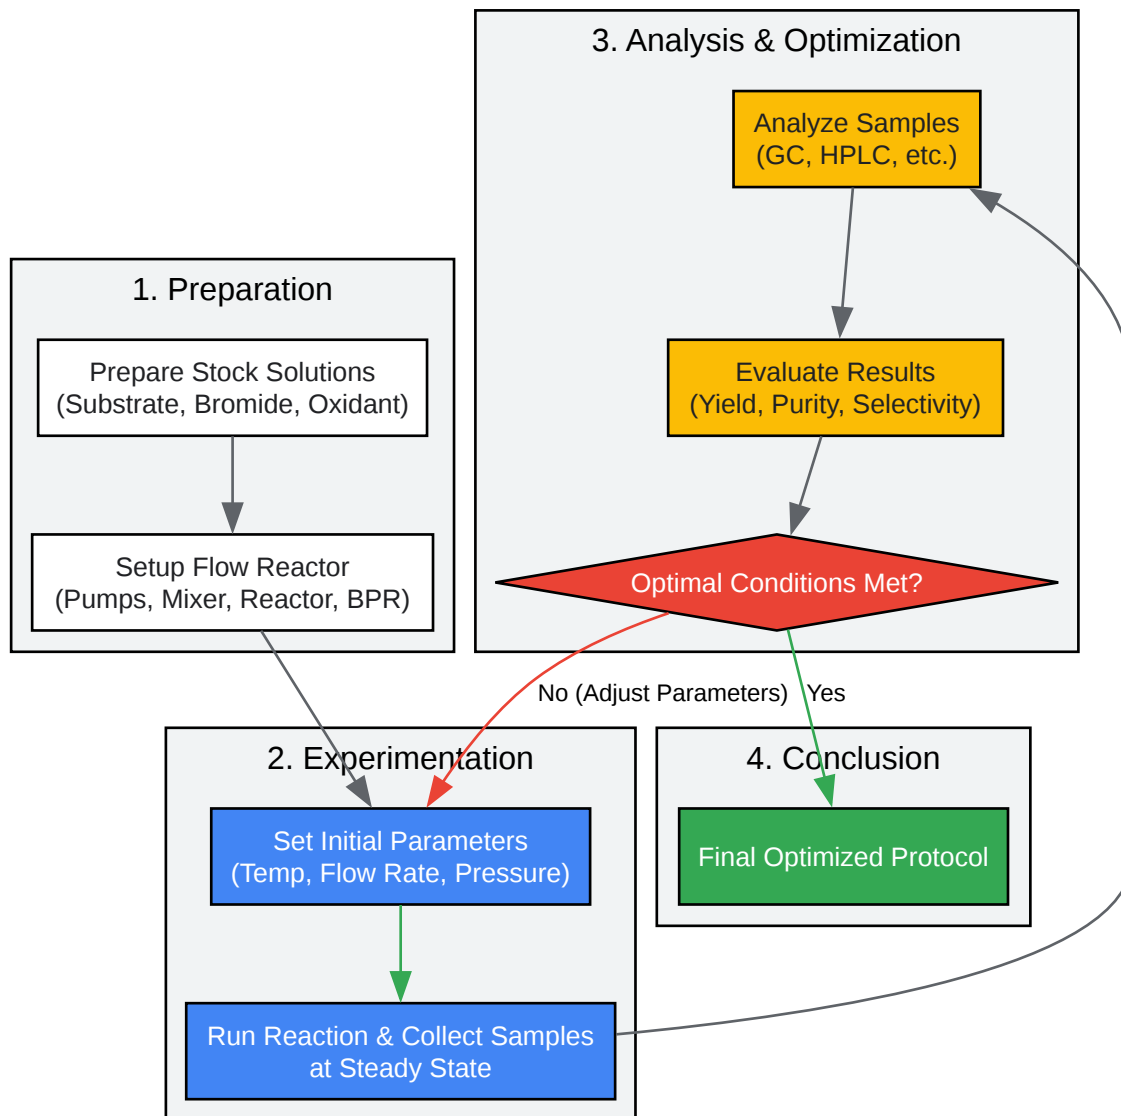 1. Preparation
Prepare Stock Solutions
(Substrate, Bromide, Oxidant)
Setup Flow Reactor
(Pumps, Mixer, Reactor, BPR)
2. Experimentation
Set Initial Parameters
(Temp, Flow Rate, Pressure)
Run Reaction & Collect Samples
at Steady State
3. Analysis & Optimization
Analyze Samples
(GC, HPLC, etc.)
Evaluate Results
(Yield, Purity, Selectivity)
Optimal Conditions Met?
No (Adjust Parameters)
Yes
4. Conclusion
Final Optimized Protocol